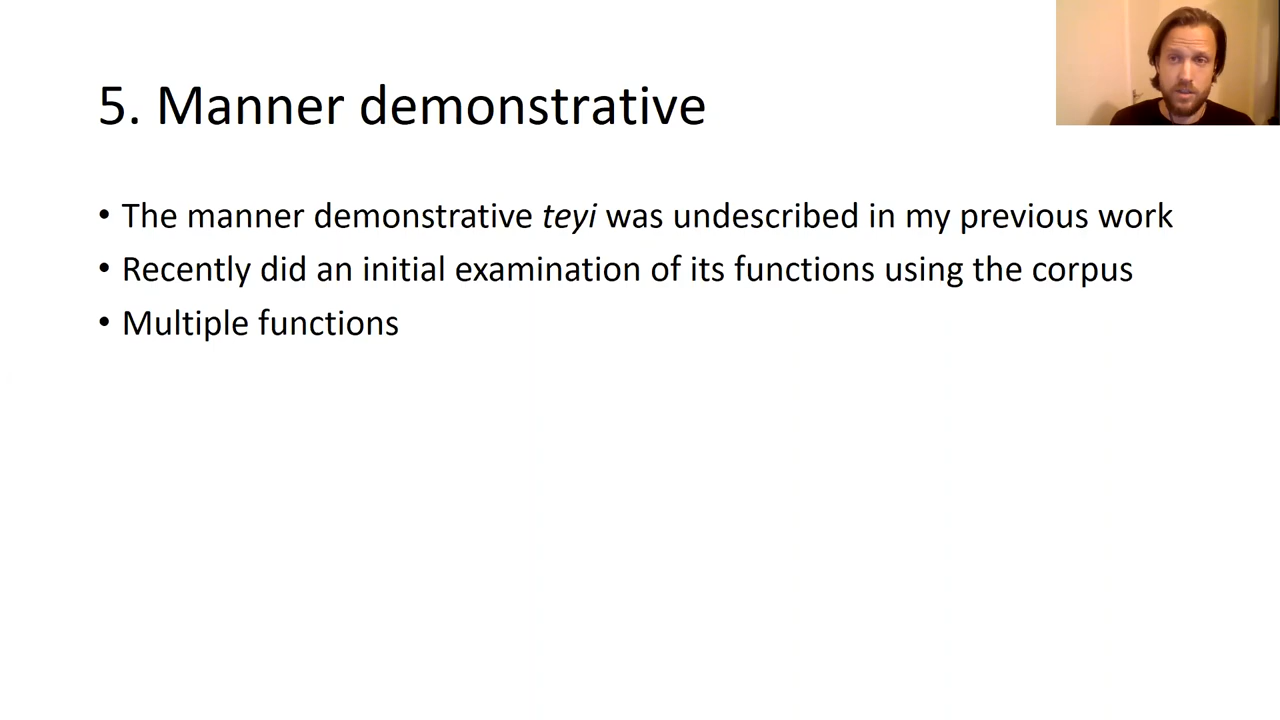 5. Manner demonstrative
• The manner demonstrative teyi was undescribed in my previous work
• Recently did an initial examination of its functions using the corpus
• Multiple functions